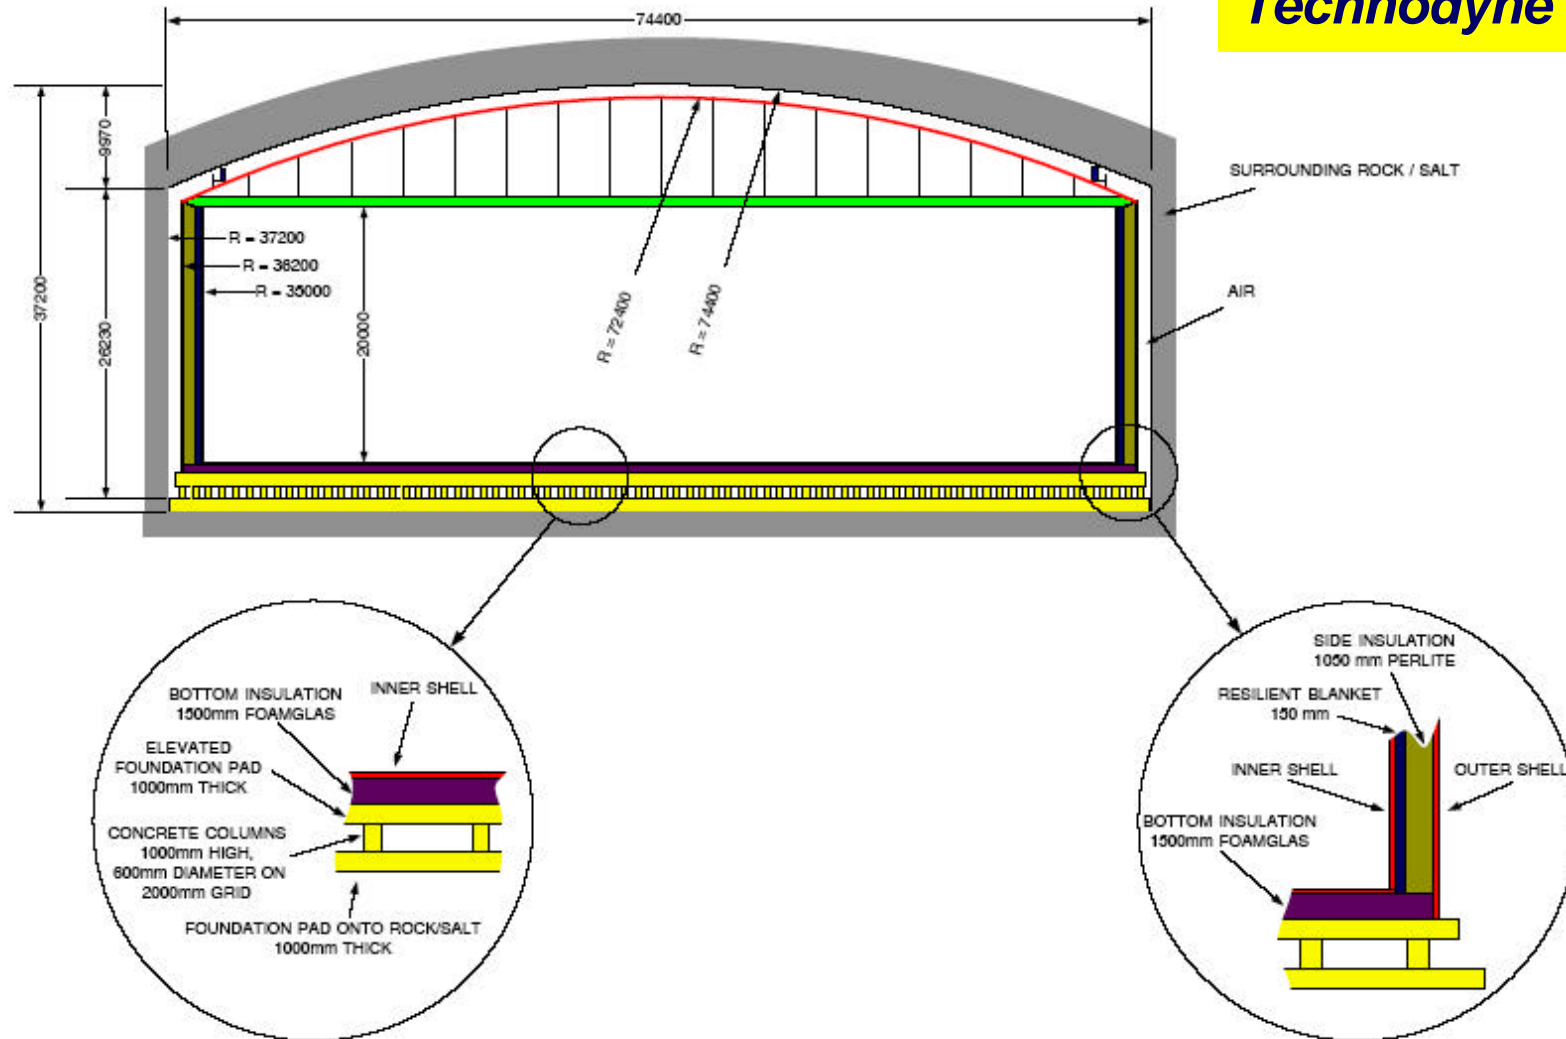 Technodyne
74400
9970
37200
26230
SURROUNDING ROCK / SALT
R = 37200
R = 36200
R = 35000
20000
R = 72400
R = 74400
AIR
BOTTOM INSULATION
1500mm FOAMGLAS
INNER SHELL
ELEVATED
FOUNDATION PAD
1000mm THICK
CONCRETE COLUMNS
1000mm HIGH,
600mm DIAMETER ON
2000mm GRID
FOUNDATION PAD ONTO ROCK/SALT
1000mm THICK
SIDE INSULATION
1050 mm PERLITE
RESILIENT BLANKET
150 mm
INNER SHELL
OUTER SHELL
BOTTOM INSULATION
1500mm FOAMGLAS